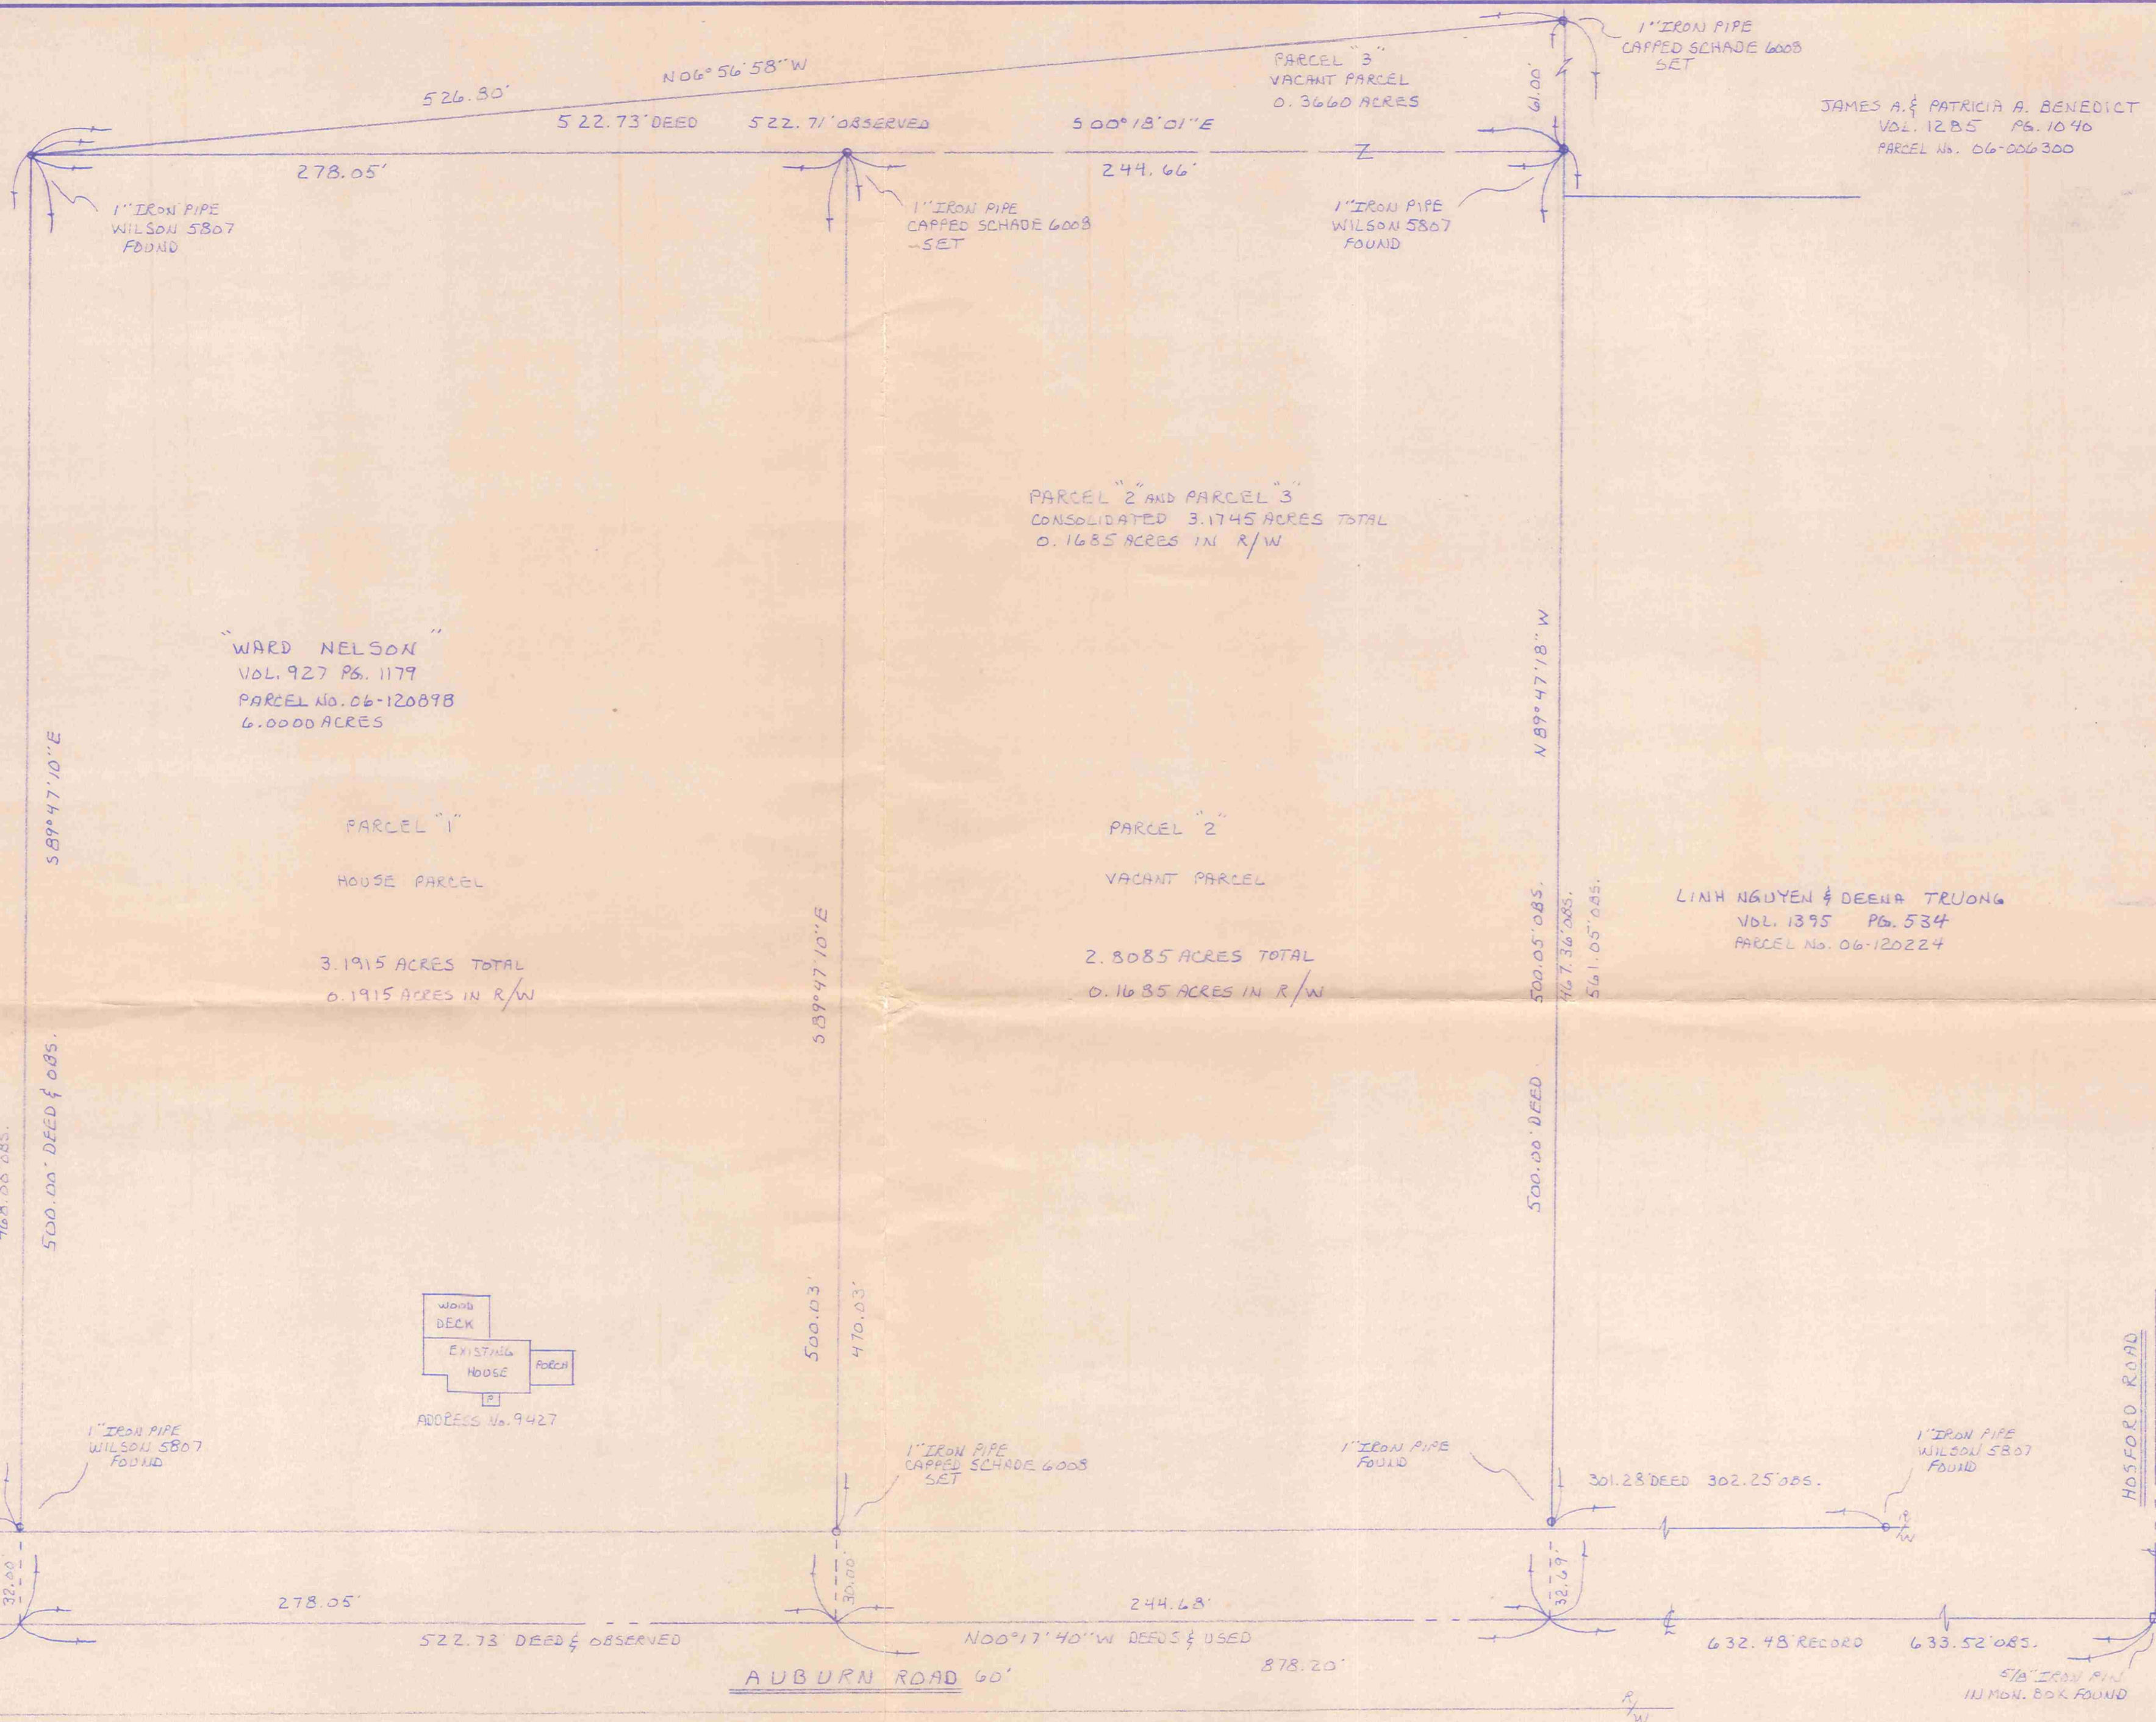 1" IRON PIPE
CAPPED SCHADE 6008
SET
N06°56'58"W
526.80'
PARCEL "3"
VACANT PARCEL
0.3660 ACRES
61.00'
JAMES A. & PATRICIA A. BENEDICT
VOL. 1285 PG. 1040
PARCEL No. 06-006300
522.73' DEED 522.71' OBSERVED S00°18'01"E
278.05'
Z
244.66'
1" IRON PIPE
WILSON 5807
FOUND
1" IRON PIPE
CAPPED SCHADE 6008
SET
1" IRON PIPE
WILSON 5807
FOUND
PARCEL "2" AND PARCEL "3"
CONSOLIDATED 3.1745 ACRES TOTAL
0.1685 ACRES IN R/W
"WARD NELSON"
VOL. 927 PG. 1179
PARCEL No. 06-120898
6.0000 ACRES
S89°47'10"E
500.00' DEED & OBS.
468.00' OBS.
PARCEL "1"
HOUSE PARCEL
3.1915 ACRES TOTAL
0.1915 ACRES IN R/W
S89°47'10"E
500.03'
470.03'
PARCEL "2"
VACANT PARCEL
2.8085 ACRES TOTAL
0.1685 ACRES IN R/W
N89°47'18"W
500.05' OBS.
467.36' OBS.
561.05' OBS.
500.00' DEED
LINH NGUYEN & DEENA TRUONG
VOL. 1395 PG. 534
PARCEL No. 06-120224
WOOD
DECK
EXISTING
HOUSE
PORCH
P
ADDRESS No. 9427
1" IRON PIPE
WILSON 5807
FOUND
1" IRON PIPE
CAPPED SCHADE 6008
SET
1" IRON PIPE
FOUND
301.28' DEED 302.25' OBS.
1" IRON PIPE
WILSON 5807
FOUND
R/W
HOSFORD ROAD
32.00'
30.00'
32.69'
278.05'
244.68'
522.73' DEED & OBSERVED
N00°17'40"W DEEDS & USED
℄
632.48' RECORD 633.52' OBS.
878.20'
AUBURN ROAD 60'
5/8" IRON PIN
IN MON. BOX FOUND
R/W